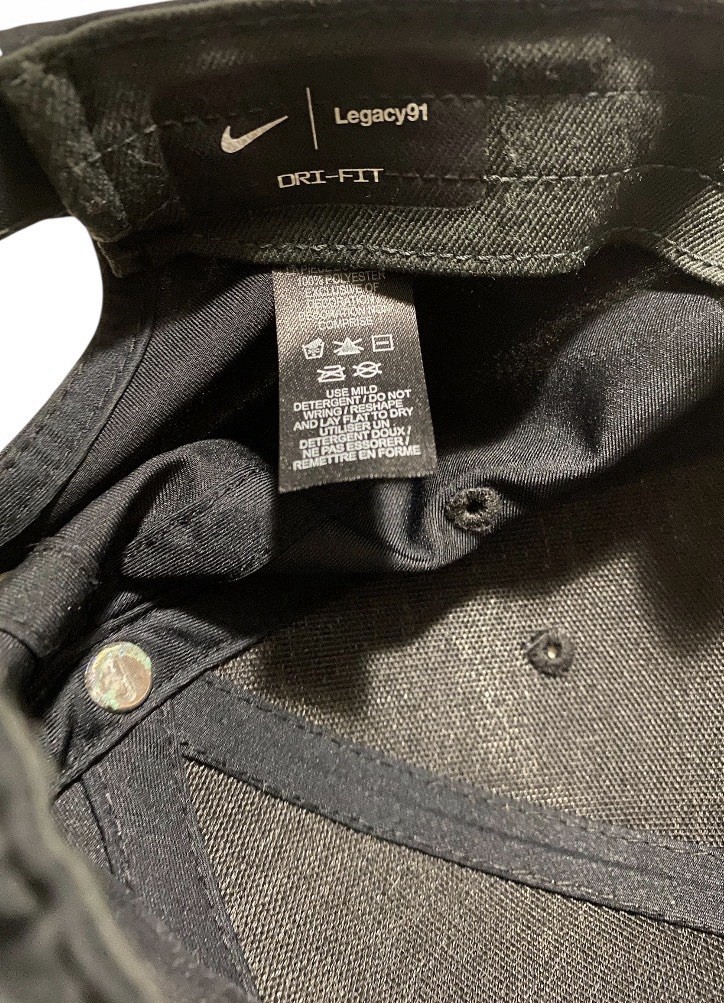 Legacy91
DRI-FIT
100% POLYESTER
EXCLUSIVE OF
DECORATION
USE MILD
DETERGENT / DO NOT
WRING / RESHAPE
AND LAY FLAT TO DRY
UTILISER UN
DETERGENT DOUX /
NE PAS ESSORER /
REMETTRE EN FORME